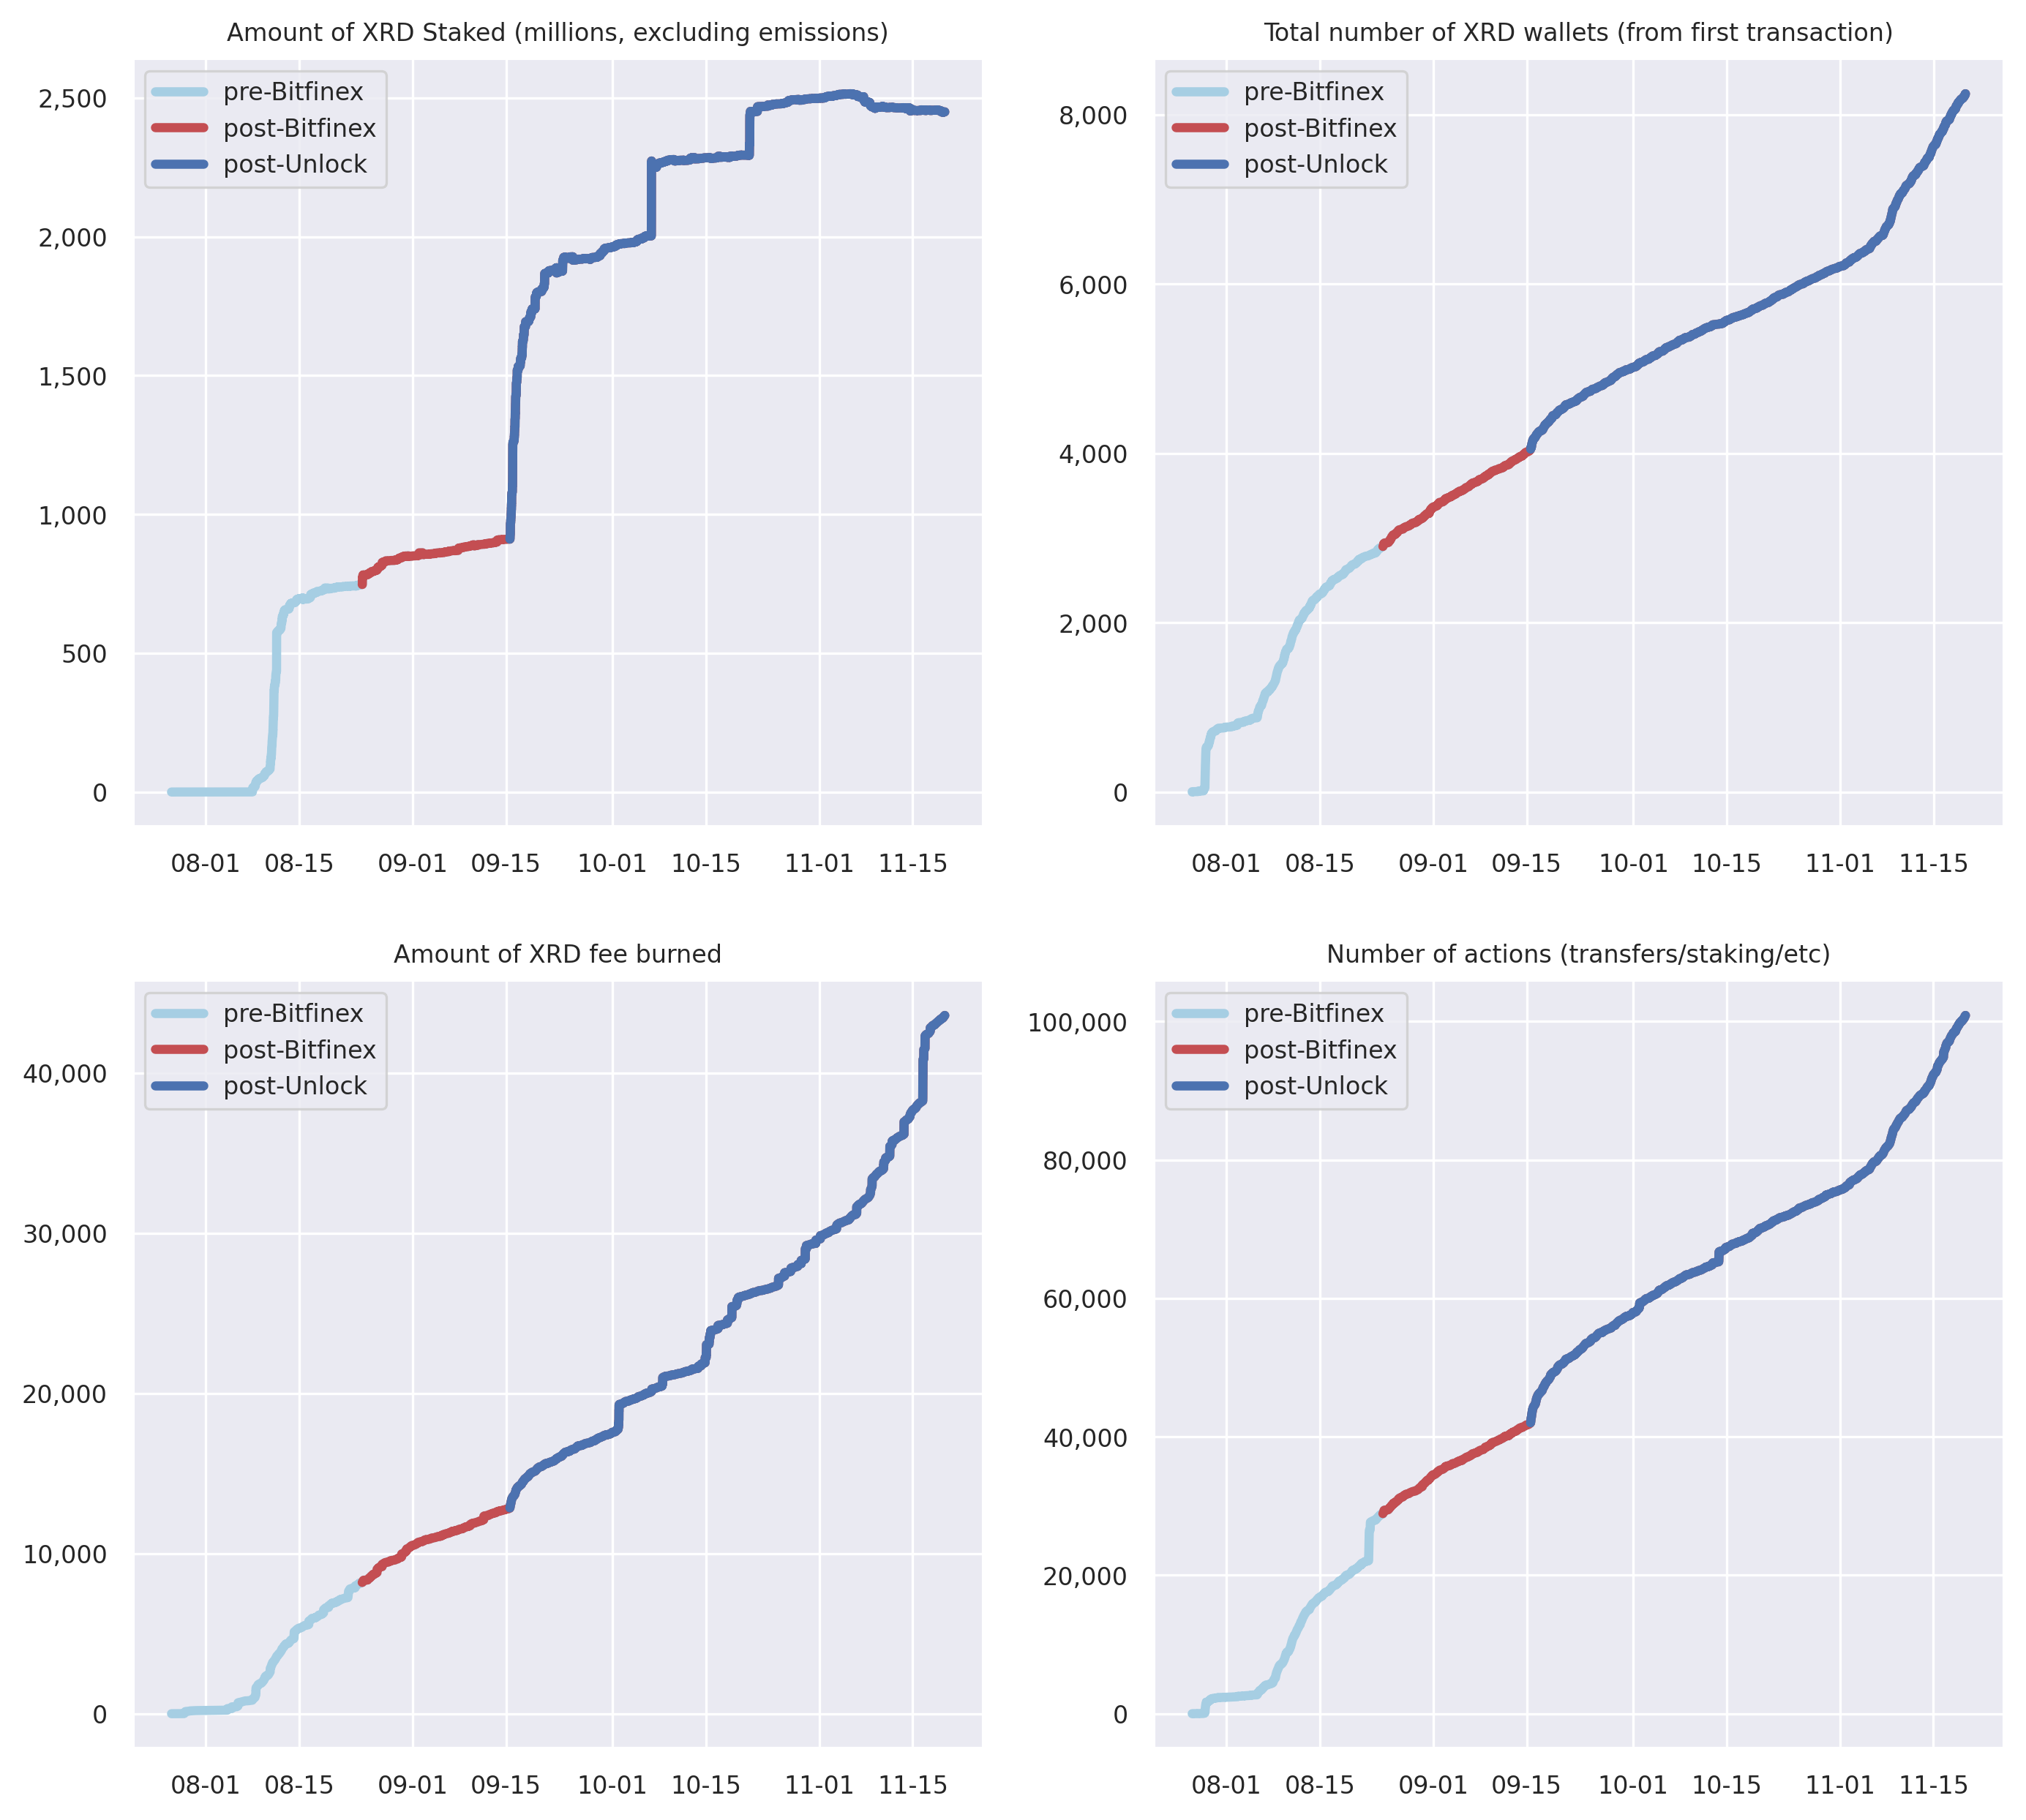 Amount of XRD Staked (millions, excluding emissions)
pre-Bitfinex
post-Bitfinex
post-Unlock
2,500
2,000
1,500
1,000
500
0
08-01 08-15 09-01 09-15 10-01 10-15 11-01 11-15
Total number of XRD wallets (from first transaction)
pre-Bitfinex
post-Bitfinex
post-Unlock
8,000
6,000
4,000
2,000
0
08-01 08-15 09-01 09-15 10-01 10-15 11-01 11-15
Amount of XRD fee burned
pre-Bitfinex
post-Bitfinex
post-Unlock
40,000
30,000
20,000
10,000
0
08-01 08-15 09-01 09-15 10-01 10-15 11-01 11-15
Number of actions (transfers/staking/etc)
pre-Bitfinex
post-Bitfinex
post-Unlock
100,000
80,000
60,000
40,000
20,000
0
08-01 08-15 09-01 09-15 10-01 10-15 11-01 11-15